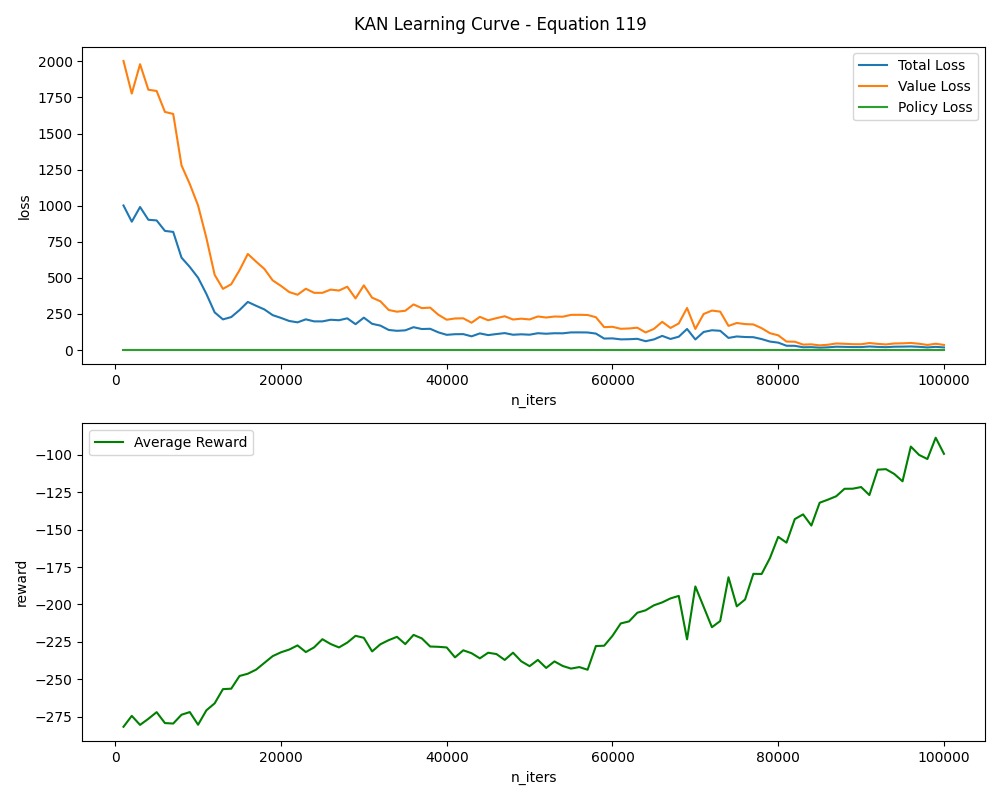 KAN Learning Curve - Equation 119
2000
1750
1500
1250
1000
750
500
250
0
loss
Total Loss
Value Loss
Policy Loss
0 20000 40000 60000 80000 100000
n_iters
Average Reward
−100
−125
−150
−175
−200
−225
−250
−275
reward
0 20000 40000 60000 80000 100000
n_iters